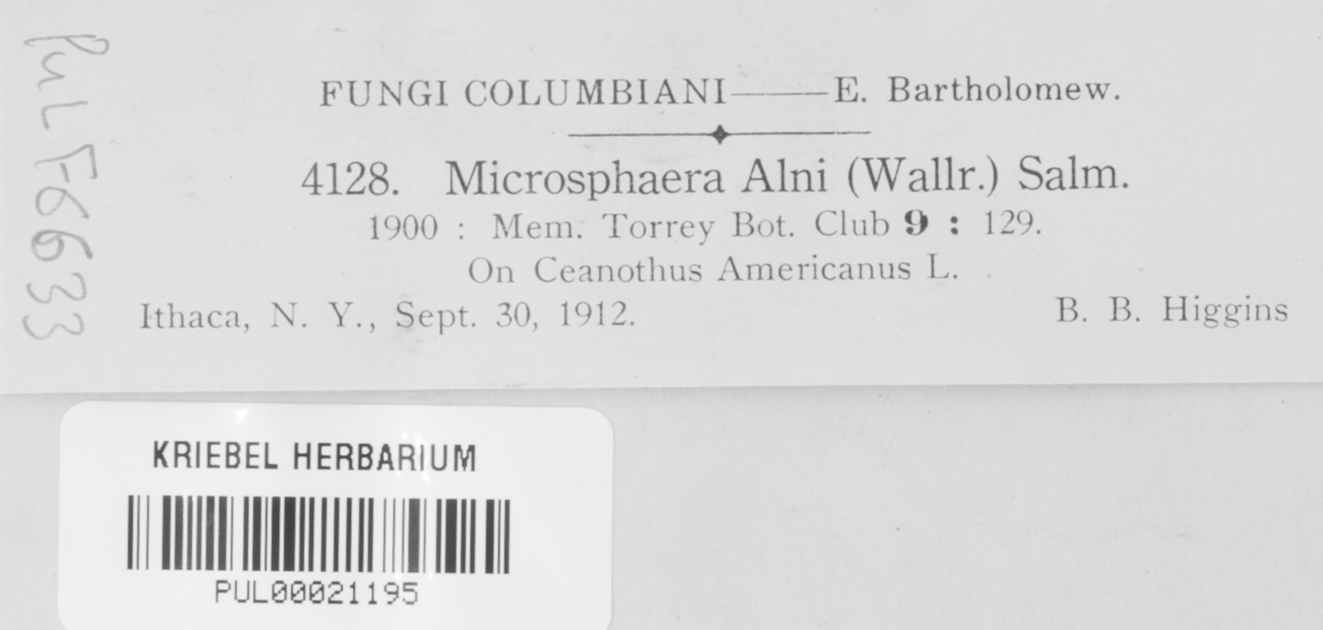 PUL F6633
FUNGI COLUMBIANI——E. Bartholomew.
4128. Microsphaera Alni (Wallr.) Salm.
1900 : Mem. Torrey Bot. Club 9 : 129.
On Ceanothus Americanus L.
Ithaca, N. Y., Sept. 30, 1912. B. B. Higgins
KRIEBEL HERBARIUM
PUL00021195